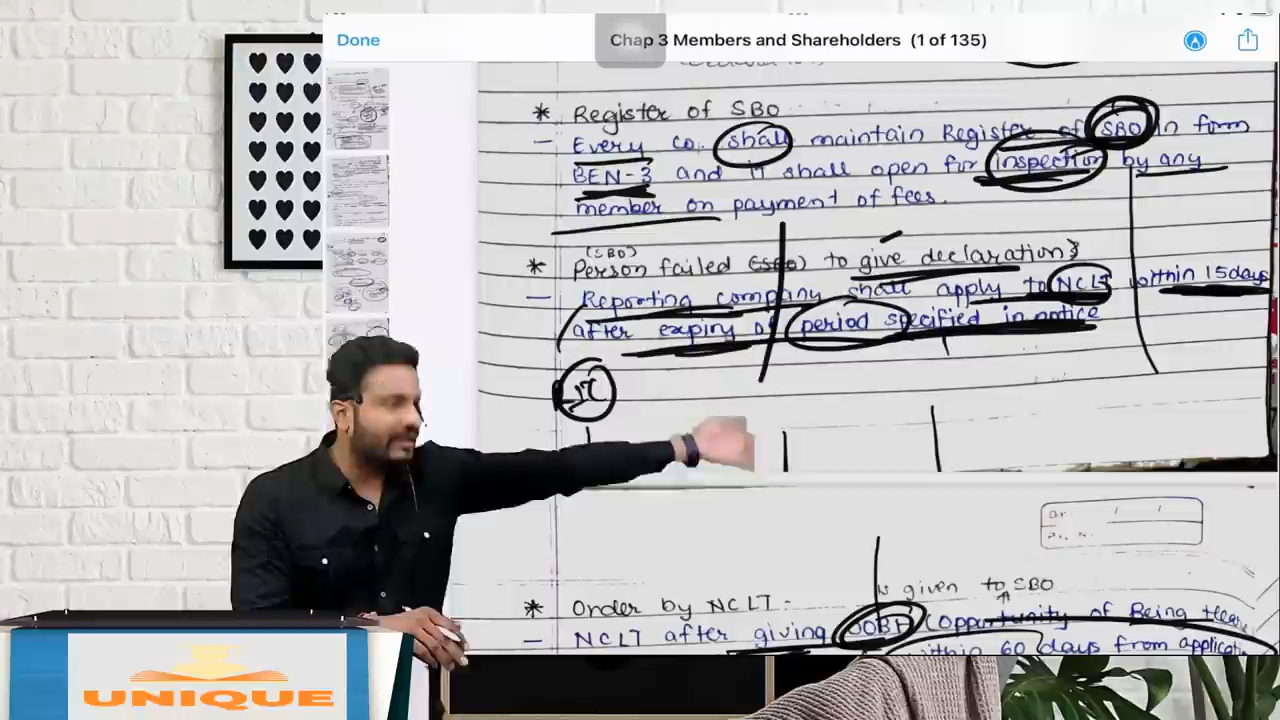 Done
Chap 3 Members and Shareholders (1 of 135)
* Register of SBO
- Every co. shall maintain Register of SBO in form
BEN-3 and it shall open for inspection by any
member on payment of fees.
(SBO)
* Person failed (SBO) to give declaration :
- Reporting company shall apply to NCLT within 15 days
after expiry of period specified in notice
is given to SBO
* Order by NCLT :-
- NCLT after giving OOBH (opportunity of Being Heard
within 60 days from applicatio
UNIQUE